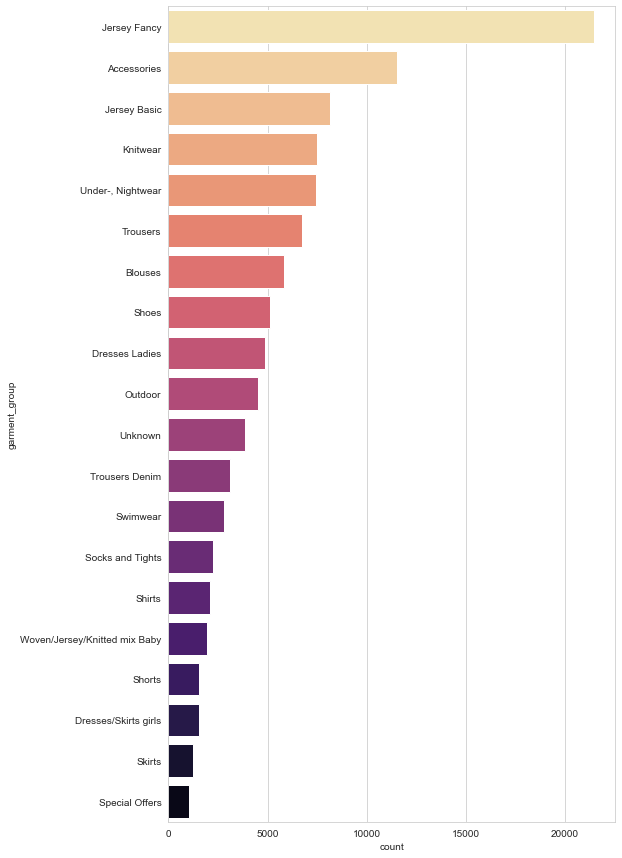 Jersey Fancy
Accessories
Jersey Basic
Knitwear
Under-, Nightwear
Trousers
Blouses
Shoes
Dresses Ladies
Outdoor
Unknown
Trousers Denim
Swimwear
Socks and Tights
Shirts
Woven/Jersey/Knitted mix Baby
Shorts
Dresses/Skirts girls
Skirts
Special Offers
garment_group
0 5000 10000 15000 20000
count